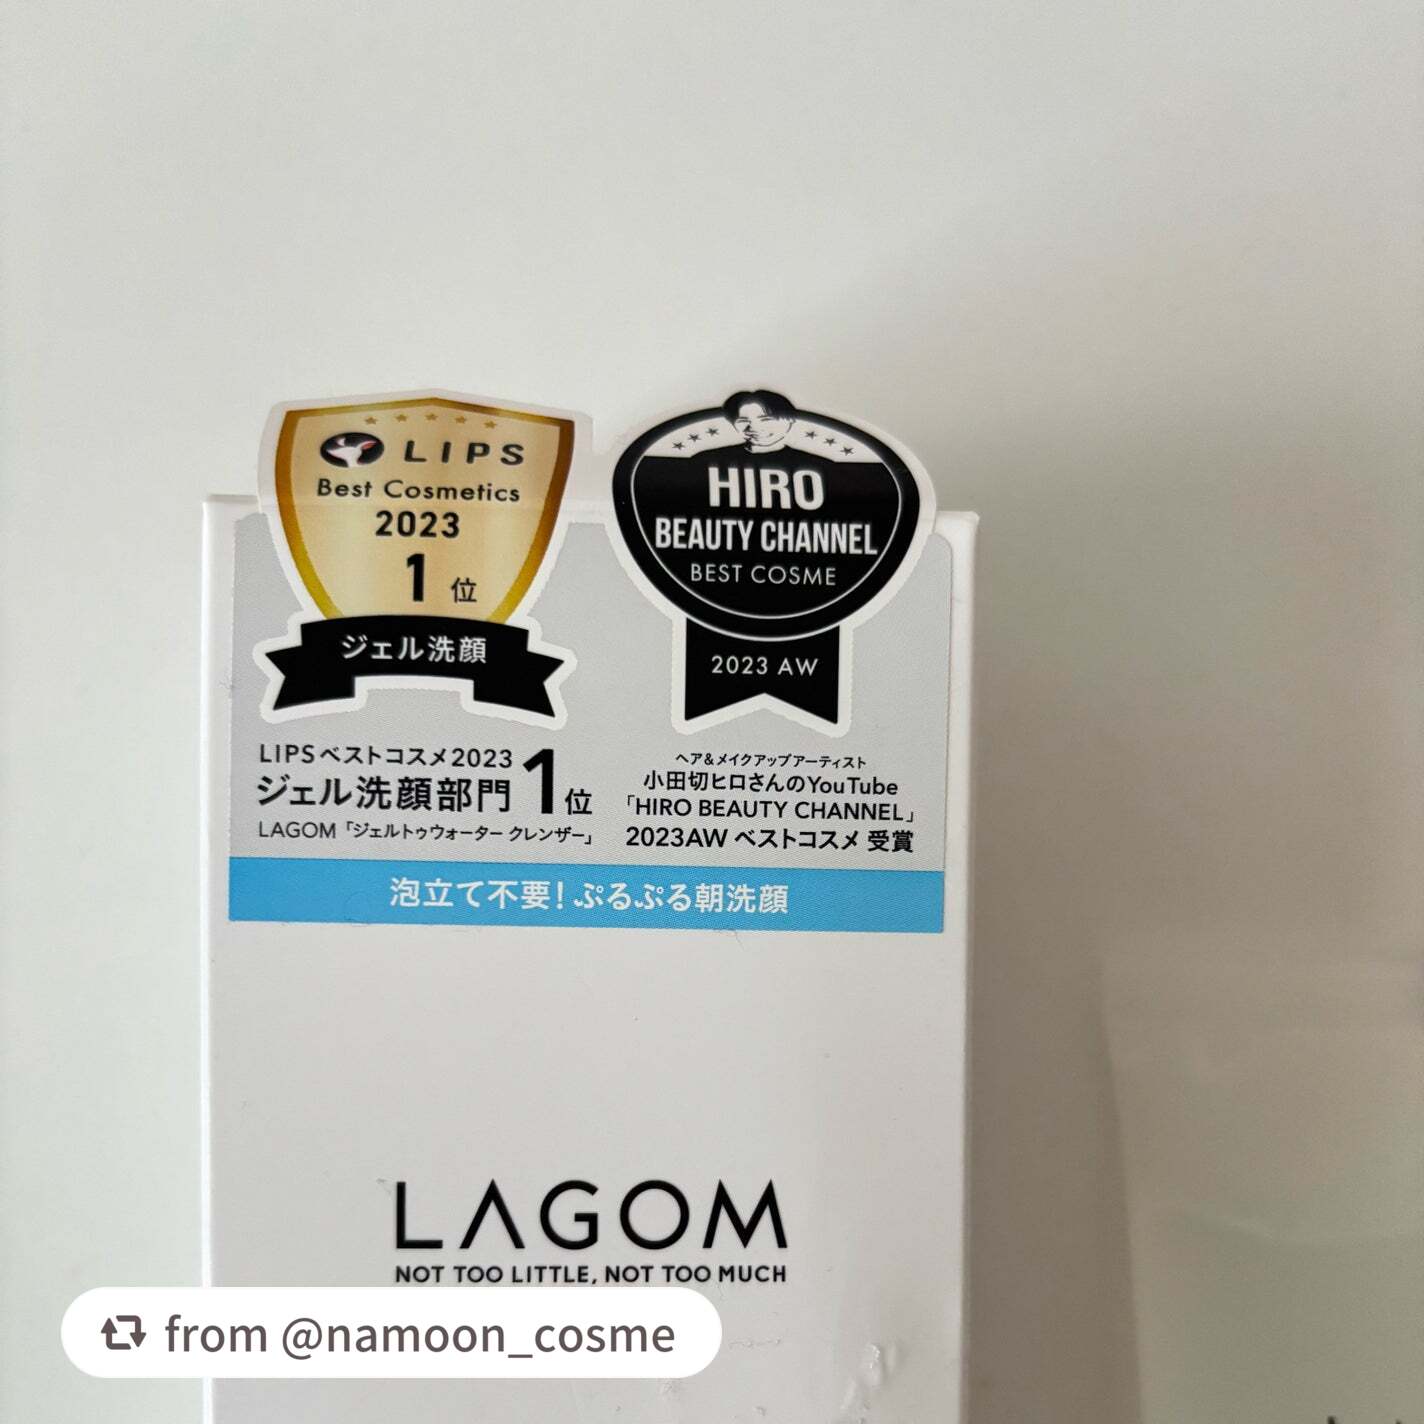 LIPS
Best Cosmetics
2023
1位
ジェル洗顔
HIRO
BEAUTY CHANNEL
BEST COSME
2023 AW
LIPSベストコスメ2023
ジェル洗顔部門 1位
LAGOM「ジェルトゥウォーター クレンザー」
ヘア&メイクアップアーティスト
小田切ヒロさんのYouTube
「HIRO BEAUTY CHANNEL」
2023AW ベストコスメ 受賞
泡立て不要!ぷるぷる朝洗顔
LAGOM
NOT TOO LITTLE, NOT TOO MUCH
from @namoon_cosme